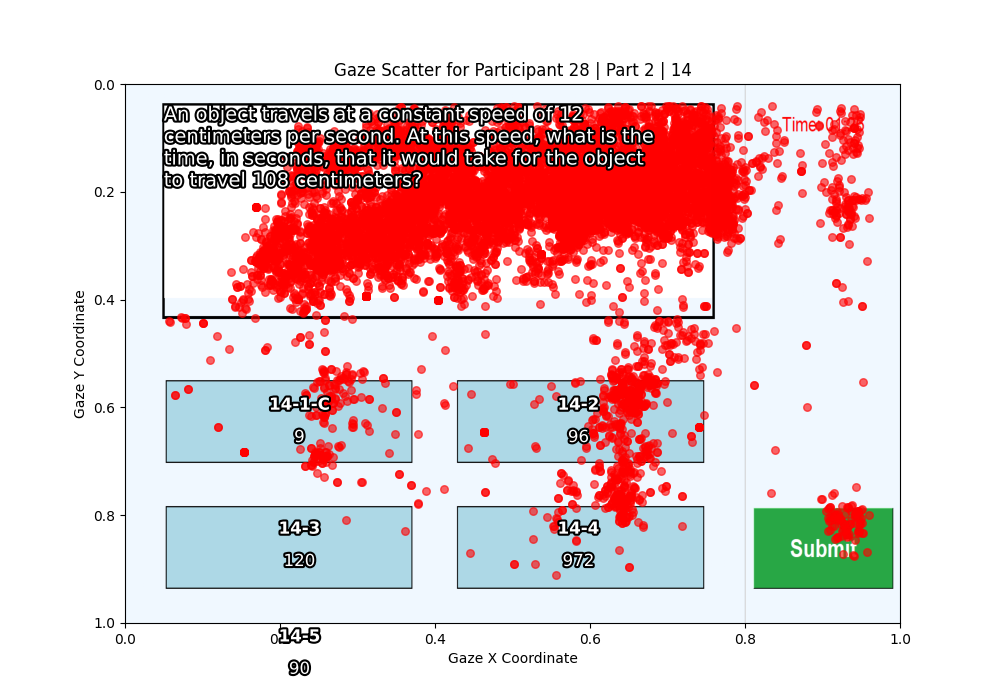 Gaze Scatter for Participant 28 | Part 2 | 14
An object travels at a constant speed of 12
centimeters per second. At this speed, what is the
time, in seconds, that it would take for the object
to travel 108 centimeters?
Time: 0
14-1-C
9
14-2
96
14-3
120
14-4
972
14-5
90
Submit
Gaze Y Coordinate
0.0
0.2
0.4
0.6
0.8
1.0
0.0
0.2
0.4
0.6
0.8
1.0
Gaze X Coordinate